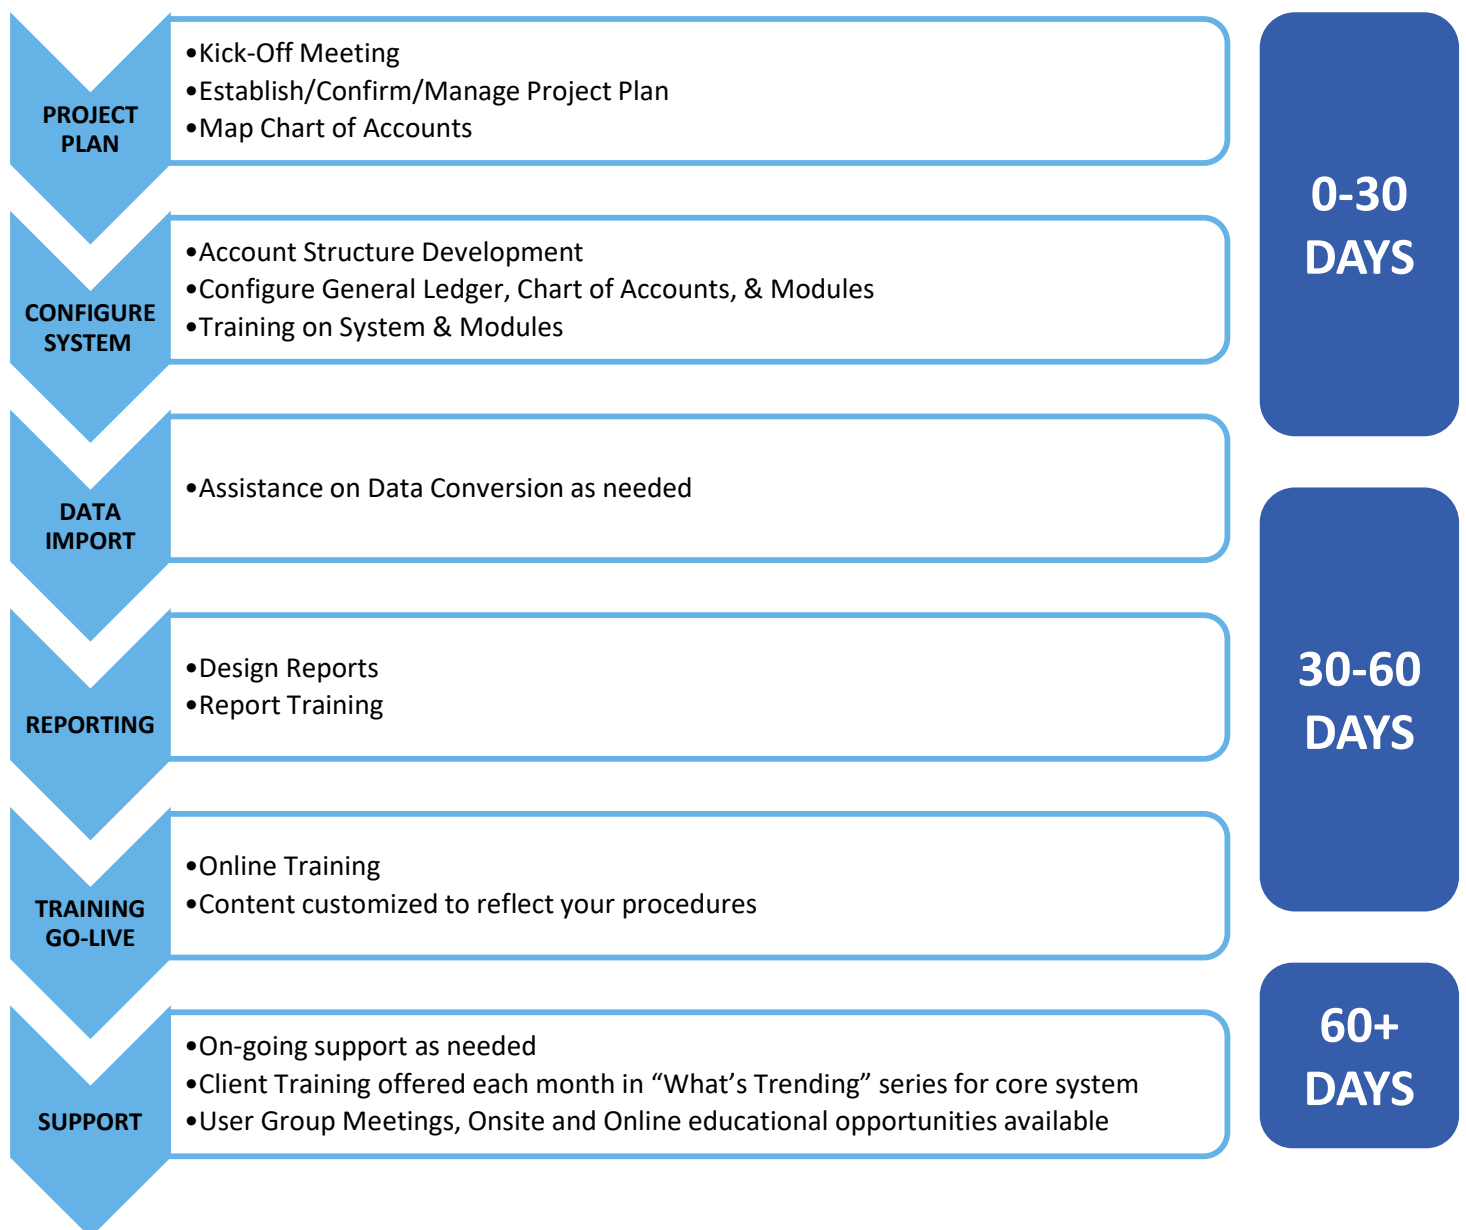 PROJECT
PLAN
•Kick-Off Meeting
•Establish/Confirm/Manage Project Plan
•Map Chart of Accounts
CONFIGURE
SYSTEM
•Account Structure Development
•Configure General Ledger, Chart of Accounts, & Modules
•Training on System & Modules
0-30
DAYS
DATA
IMPORT
•Assistance on Data Conversion as needed
REPORTING
•Design Reports
•Report Training
TRAINING
GO-LIVE
•Online Training
•Content customized to reflect your procedures
30-60
DAYS
SUPPORT
•On-going support as needed
•Client Training offered each month in “What’s Trending” series for core system
•User Group Meetings, Onsite and Online educational opportunities available
60+
DAYS